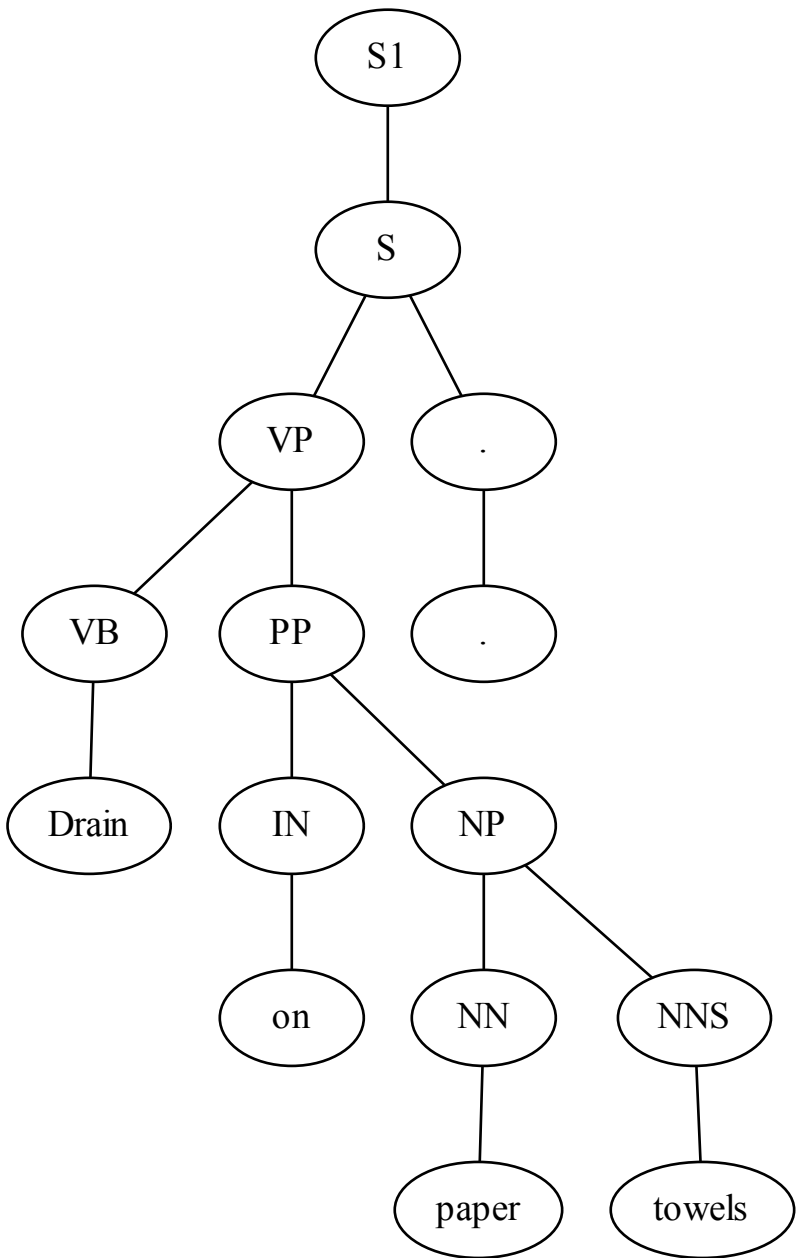 S1
S
VP .
VB PP .
Drain IN NP
on NN NNS
paper towels